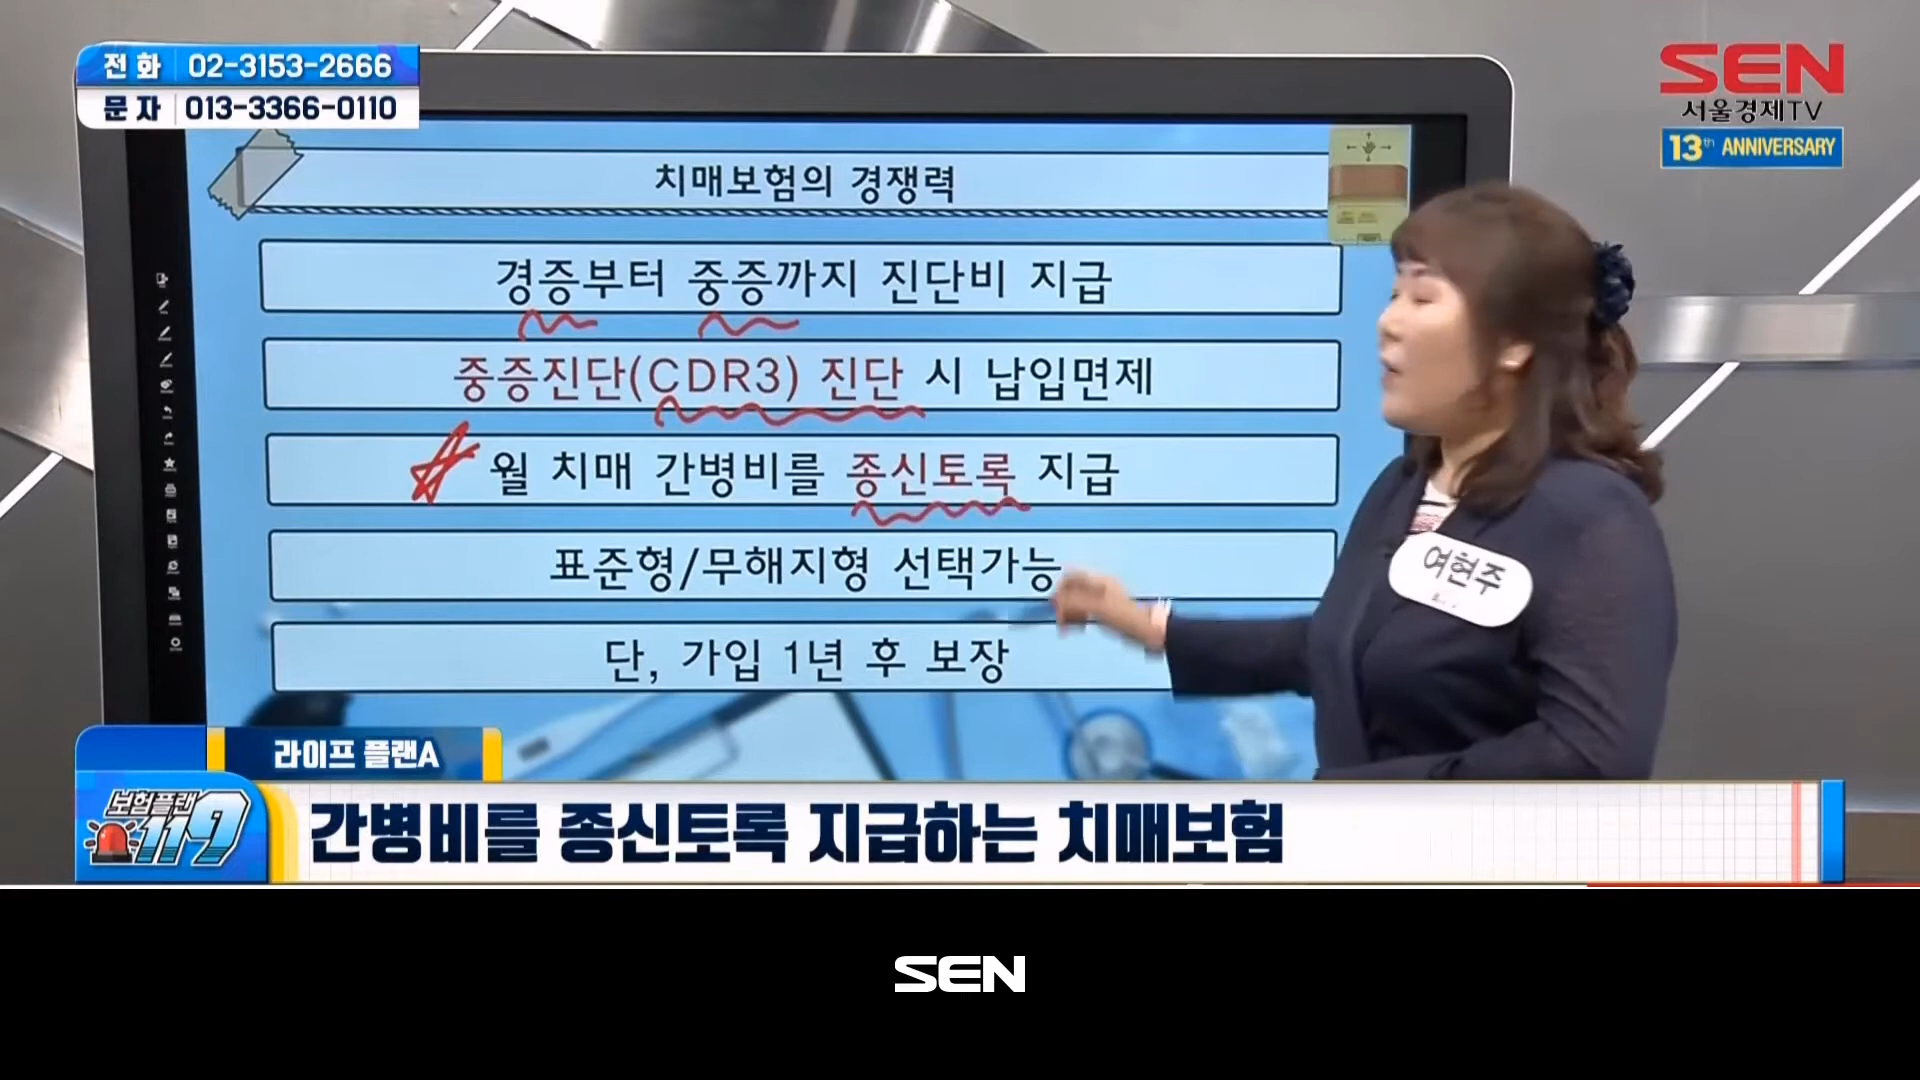 전화 02-3153-2666
문자 013-3366-0110
SEN
서울경제TV
13th ANNIVERSARY
치매보험의 경쟁력
경증부터 중증까지 진단비 지급
중증진단(CDR3) 진단 시 납입면제
월 치매 간병비를 종신토록 지급
표준형/무해지형 선택가능
단, 가입 1년 후 보장
여현주
라이프 플랜A
보험플랜
119
간병비를 종신토록 지급하는 치매보험
SEN